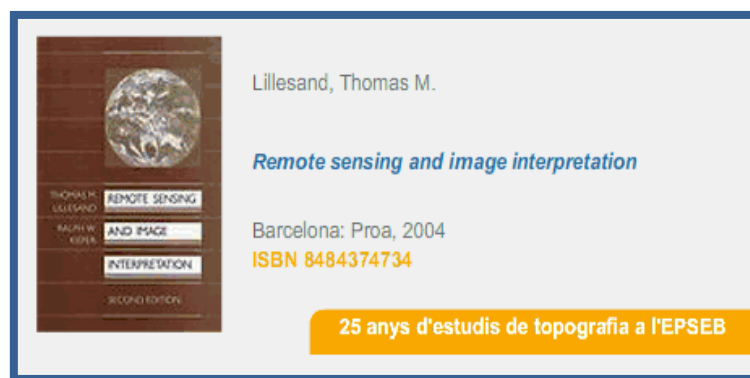 THOMAS M.
LILLESAND
RALPH W.
KIEFER
REMOTE SENSING
AND IMAGE
INTERPRETATION
SECOND EDITION
Lillesand, Thomas M.
Remote sensing and image interpretation
Barcelona: Proa, 2004
ISBN 8484374734
25 anys d'estudis de topografia a l'EPSEB